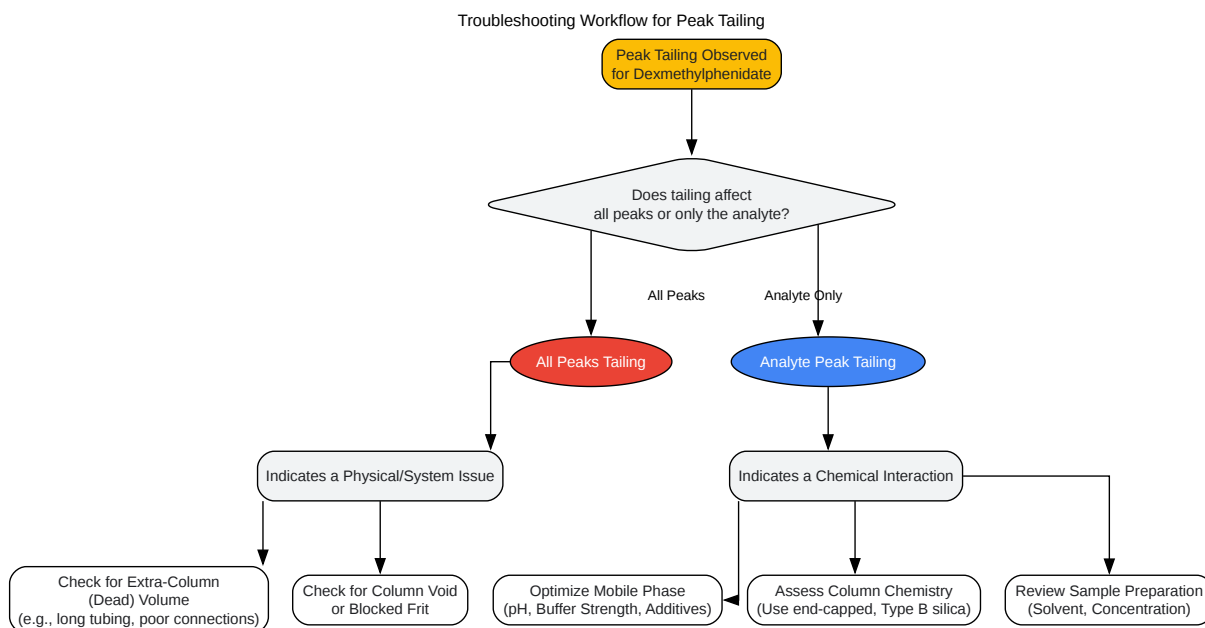 Troubleshooting Workflow for Peak Tailing
Peak Tailing Observed
for Dexmethylphenidate
Does tailing affect
all peaks or only the analyte?
All Peaks
Analyte Only
All Peaks Tailing
Analyte Peak Tailing
Indicates a Physical/System Issue
Indicates a Chemical Interaction
Check for Extra-Column
(Dead) Volume
(e.g., long tubing, poor connections)
Check for Column Void
or Blocked Frit
Optimize Mobile Phase
(pH, Buffer Strength, Additives)
Assess Column Chemistry
(Use end-capped, Type B silica)
Review Sample Preparation
(Solvent, Concentration)